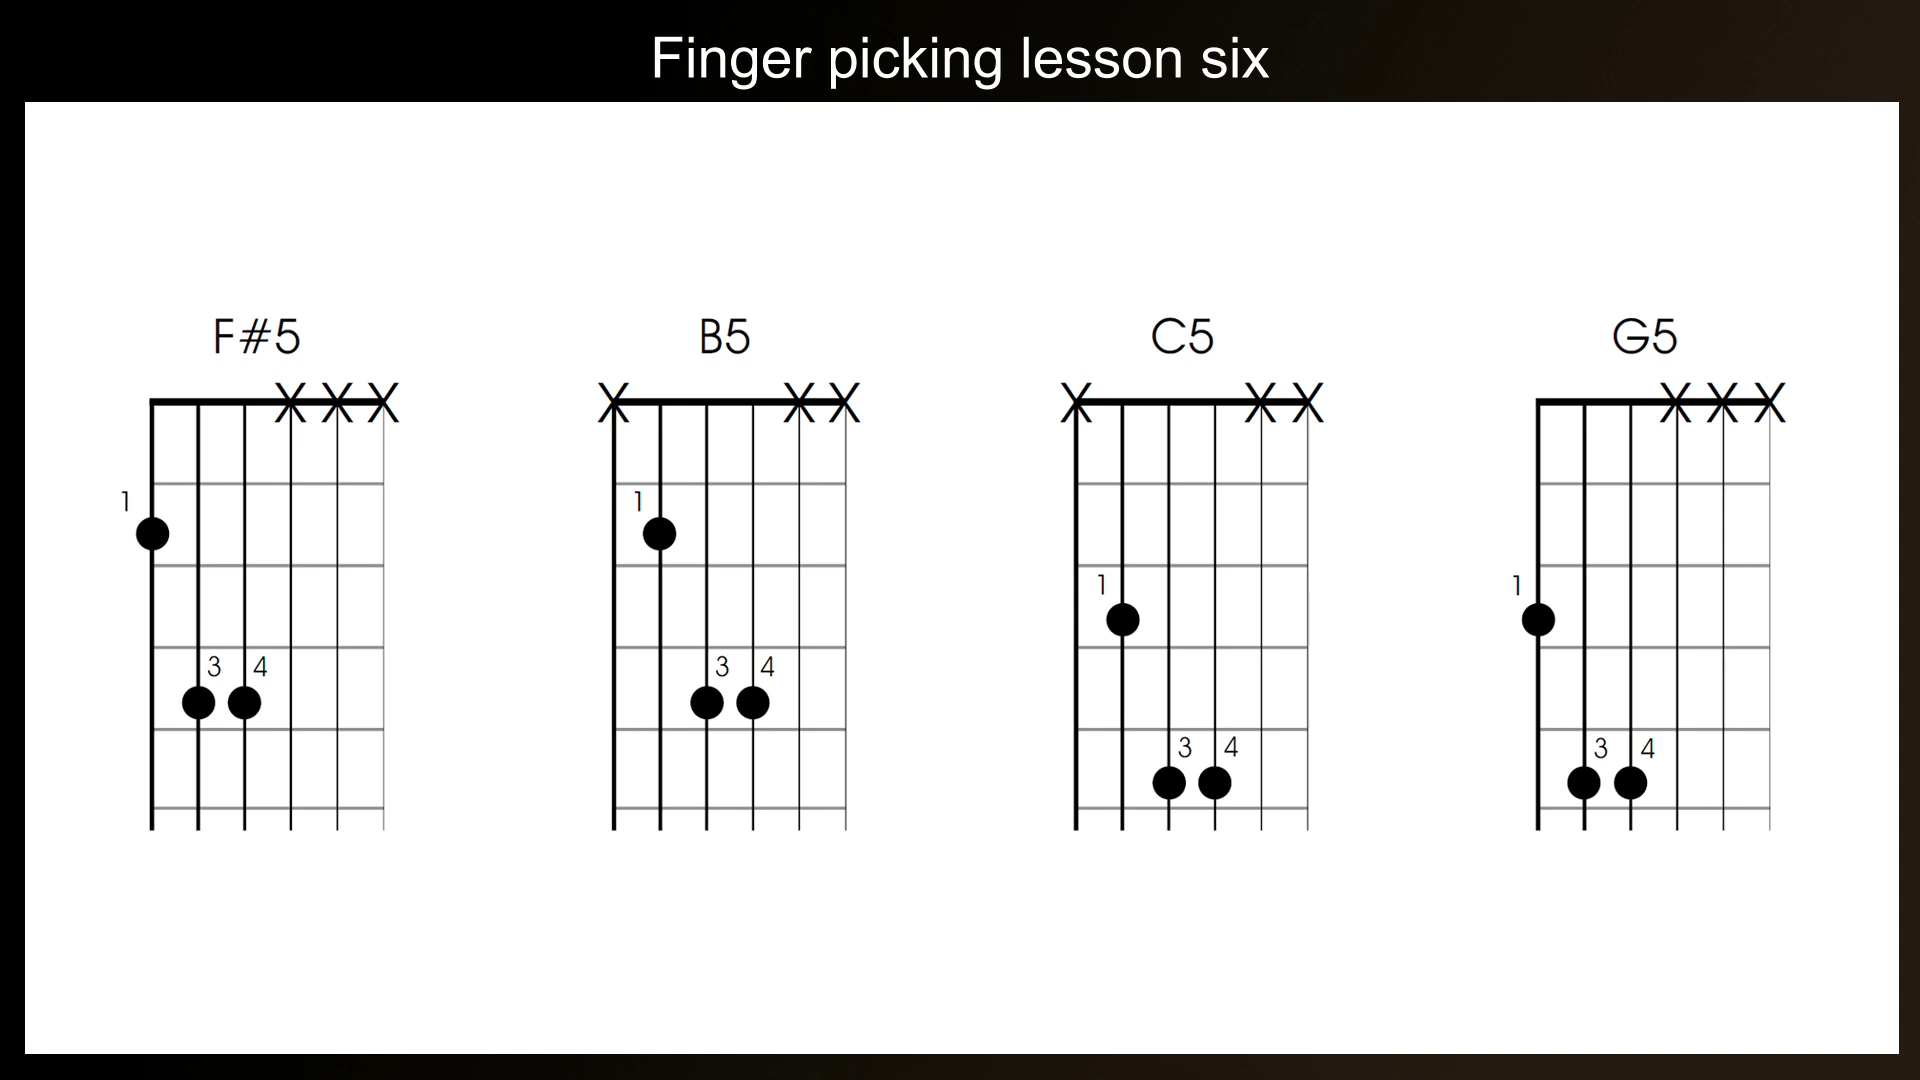 Finger picking lesson six
F#5 B5 C5 G5
X X X X X X X X X X X X
1 1
1 1
3 4 3 4
3 4 3 4